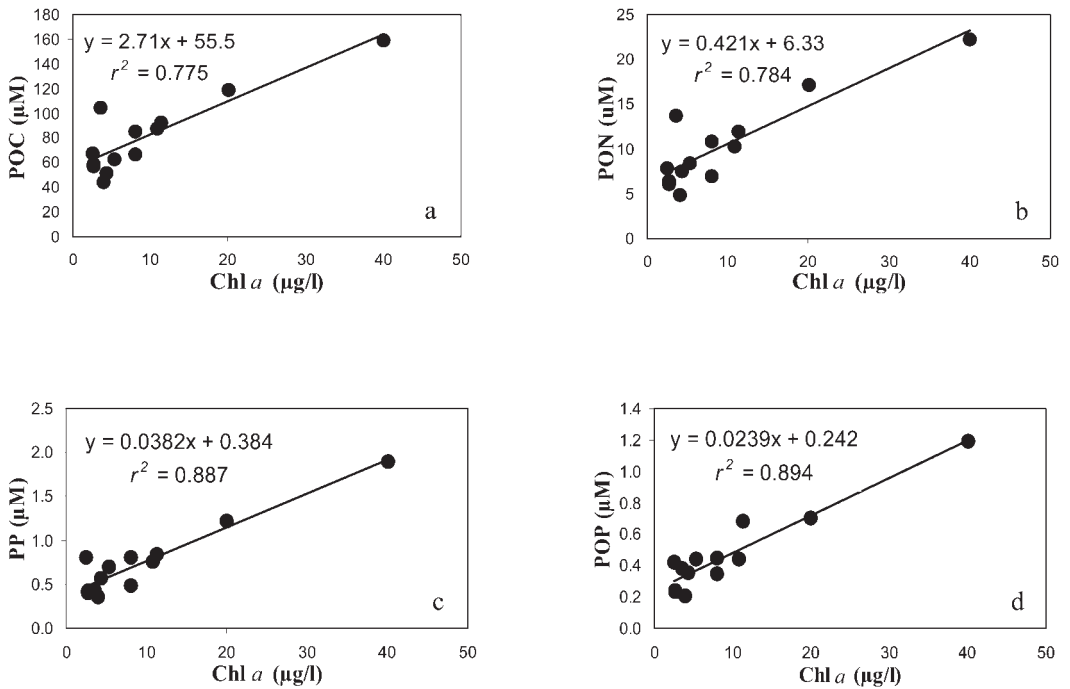 y = 2.71x + 55.5
r² = 0.775
POC (µM)
180
160
140
120
100
80
60
40
20
0
0 10 20 30 40 50
Chl a (µg/l)
a
y = 0.421x + 6.33
r² = 0.784
PON (uM)
25
20
15
10
5
0
0 10 20 30 40 50
Chl a (µg/l)
b
y = 0.0382x + 0.384
r² = 0.887
PP (µM)
2.5
2.0
1.5
1.0
0.5
0.0
0 10 20 30 40 50
Chl a (µg/l)
c
y = 0.0239x + 0.242
r² = 0.894
POP (µM)
1.4
1.2
1.0
0.8
0.6
0.4
0.2
0.0
0 10 20 30 40 50
Chl a (µg/l)
d